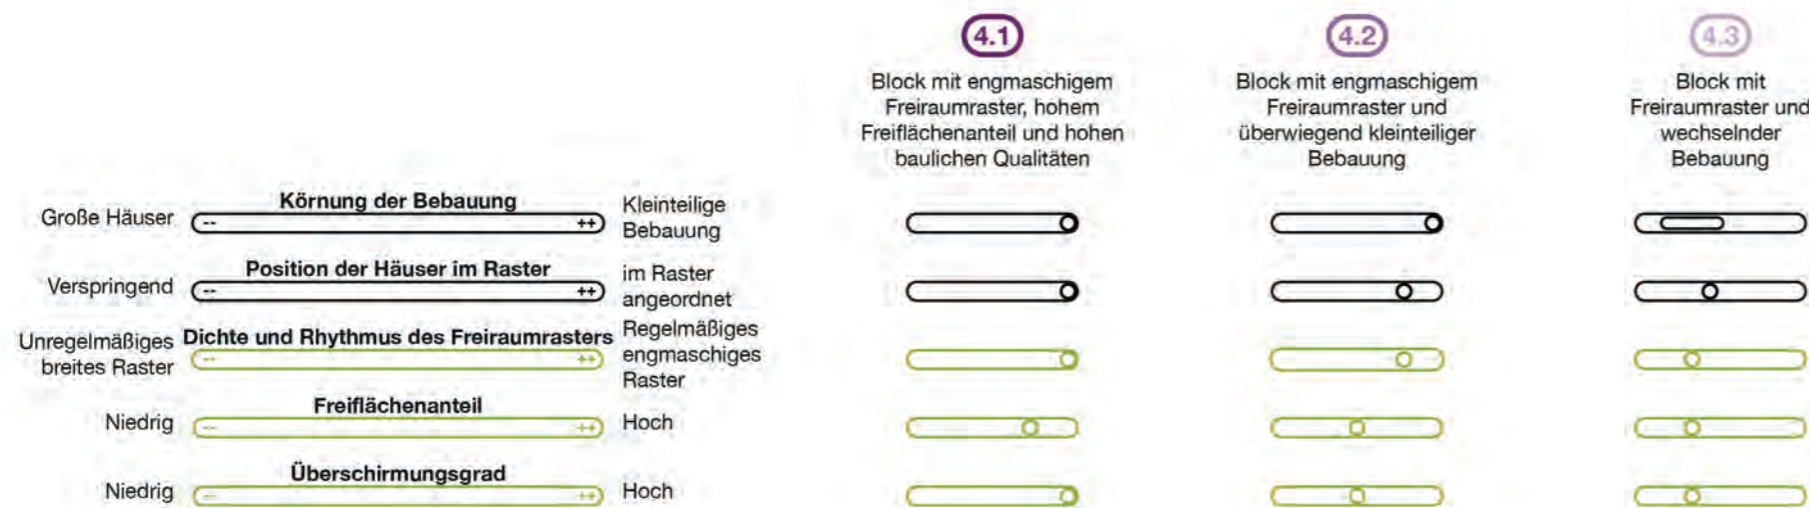 4.1
Block mit engmaschigem
Freiraumraster, hohem
Freiflächenanteil und hohen
baulichen Qualitäten
4.2
Block mit engmaschigem
Freiraumraster und
überwiegend kleinteiliger
Bebauung
4.3
Block mit
Freiraumraster und
wechselnder
Bebauung
Körnung der Bebauung
Große Häuser
--
++
Kleinteilige
Bebauung
Position der Häuser im Raster
Verspringend
--
++
im Raster
angeordnet
Dichte und Rhythmus des Freiraumrasters
Unregelmäßiges
breites Raster
--
++
Regelmäßiges
engmaschiges
Raster
Freiflächenanteil
Niedrig
--
++
Hoch
Überschirmungsgrad
Niedrig
--
++
Hoch